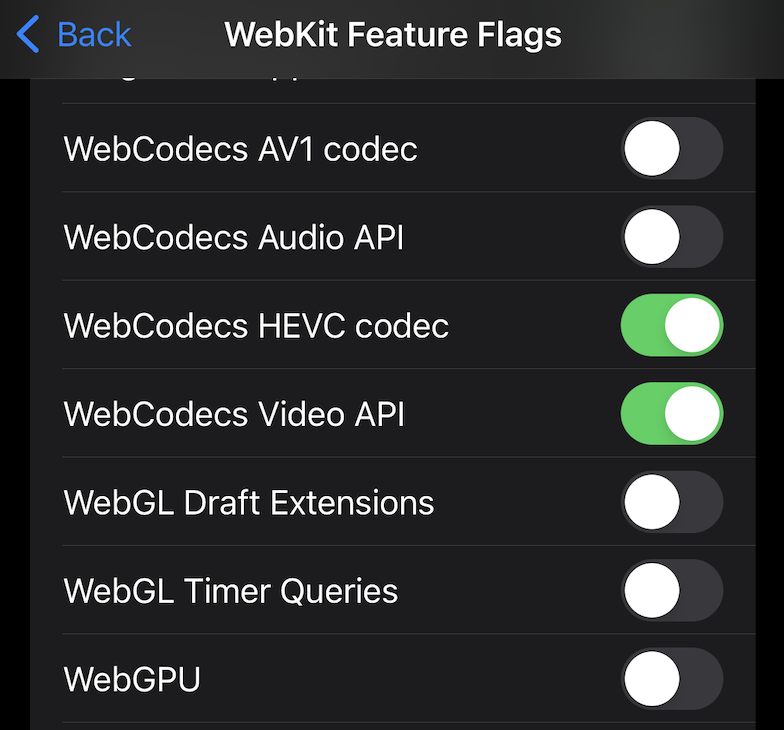 Back
WebKit Feature Flags
WebCodecs AV1 codec
WebCodecs Audio API
WebCodecs HEVC codec
WebCodecs Video API
WebGL Draft Extensions
WebGL Timer Queries
WebGPU